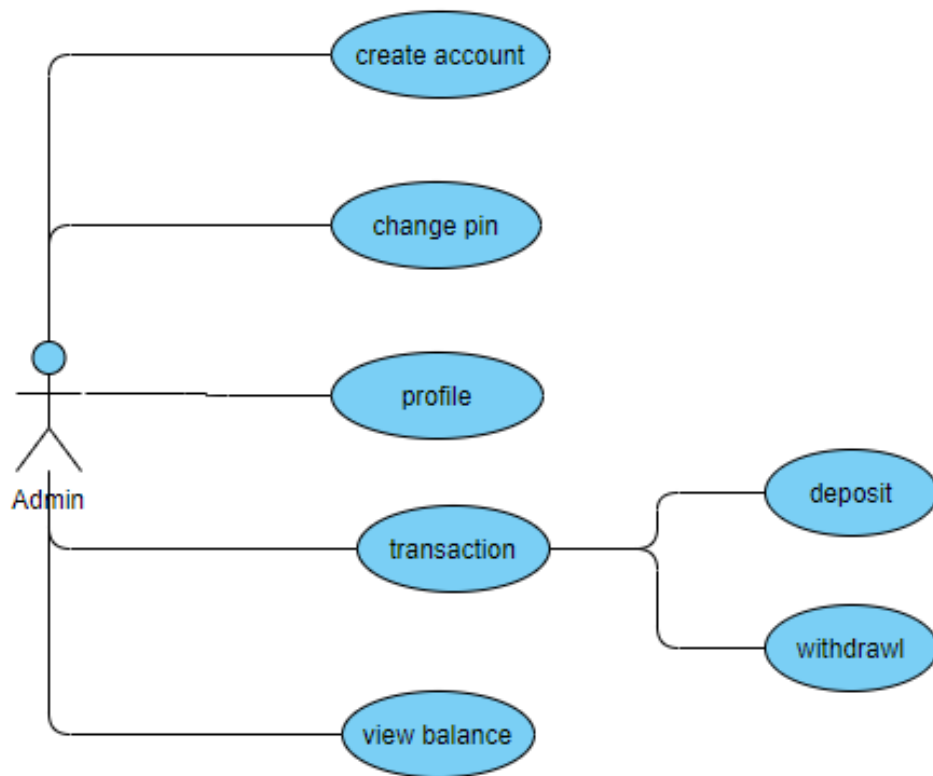 create account
change pin
profile
Admin
deposit
transaction
withdrawl
view balance